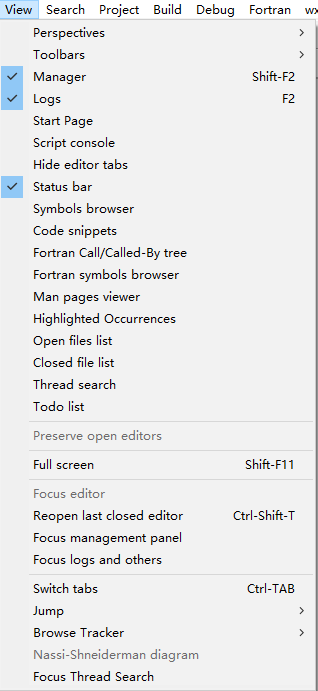 View Search Project Build Debug Fortran wx
Perspectives
Toolbars
Manager Shift-F2
Logs F2
Start Page
Script console
Hide editor tabs
Status bar
Symbols browser
Code snippets
Fortran Call/Called-By tree
Fortran symbols browser
Man pages viewer
Highlighted Occurrences
Open files list
Closed file list
Thread search
Todo list
Preserve open editors
Full screen Shift-F11
Focus editor
Reopen last closed editor Ctrl-Shift-T
Focus management panel
Focus logs and others
Switch tabs Ctrl-TAB
Jump
Browse Tracker
Nassi-Shneiderman diagram
Focus Thread Search